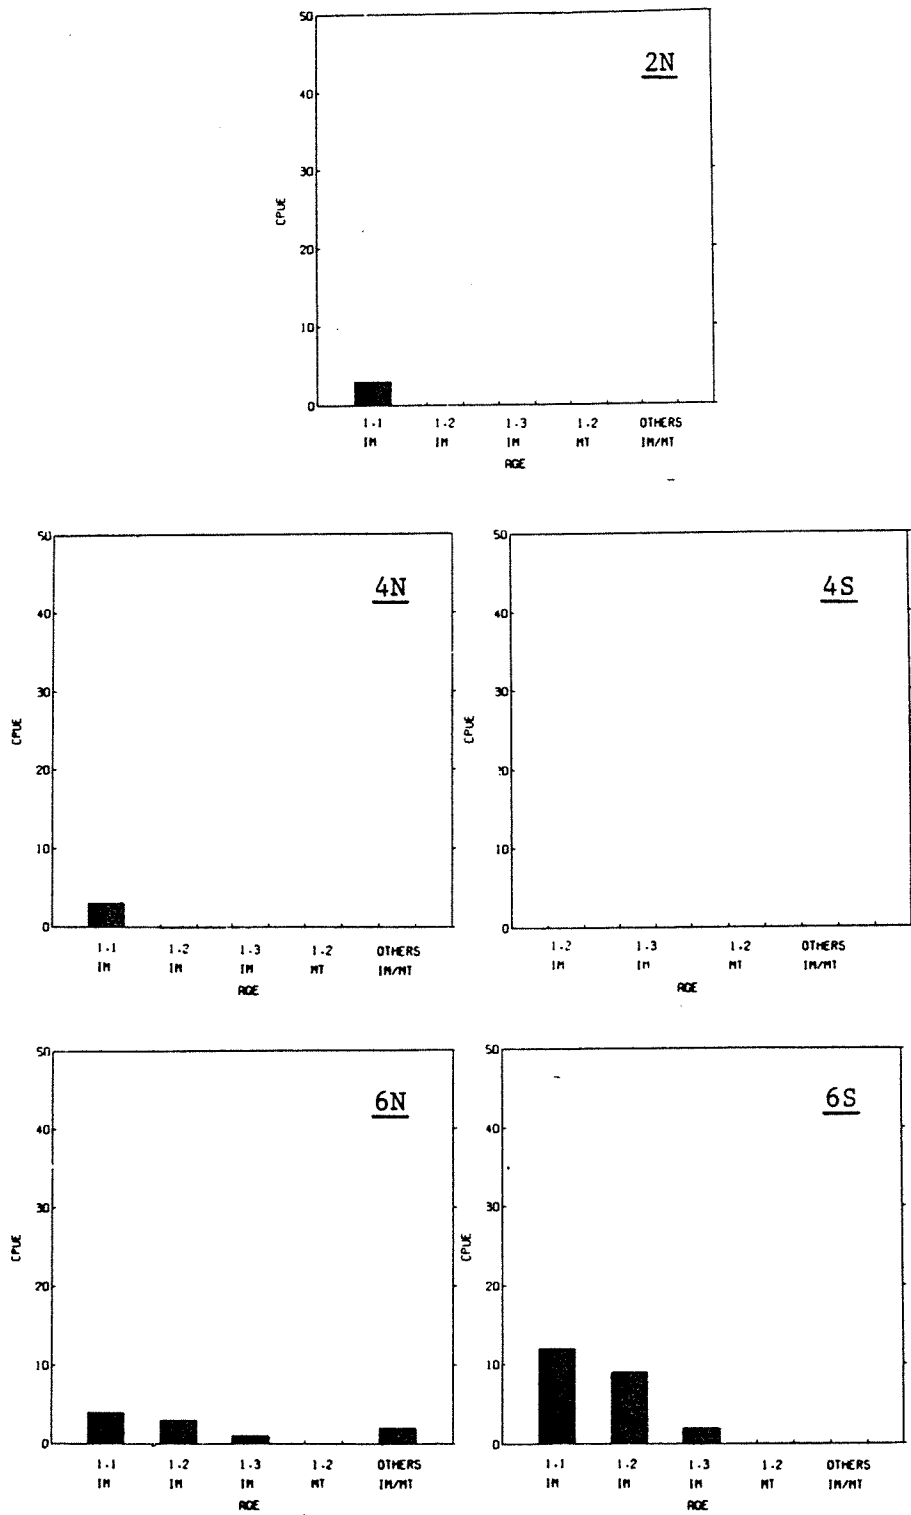 2N
50
40
30
20
10
0
CPUE
1.1 1.2 1.3 1.2 OTHERS
IM IM IM MT IM/MT
AGE
4N
50
40
30
20
10
0
CPUE
1.1 1.2 1.3 1.2 OTHERS
IM IM IM MT IM/MT
AGE
4S
50
40
30
20
10
0
CPUE
1.2 1.3 1.2 OTHERS
IM IM MT IM/MT
AGE
6N
50
40
30
20
10
0
CPUE
1.1 1.2 1.3 1.2 OTHERS
IM IM IM MT IM/MT
AGE
6S
50
40
30
20
10
0
CPUE
1.1 1.2 1.3 1.2 OTHERS
IM IM IM MT IM/MT
AGE